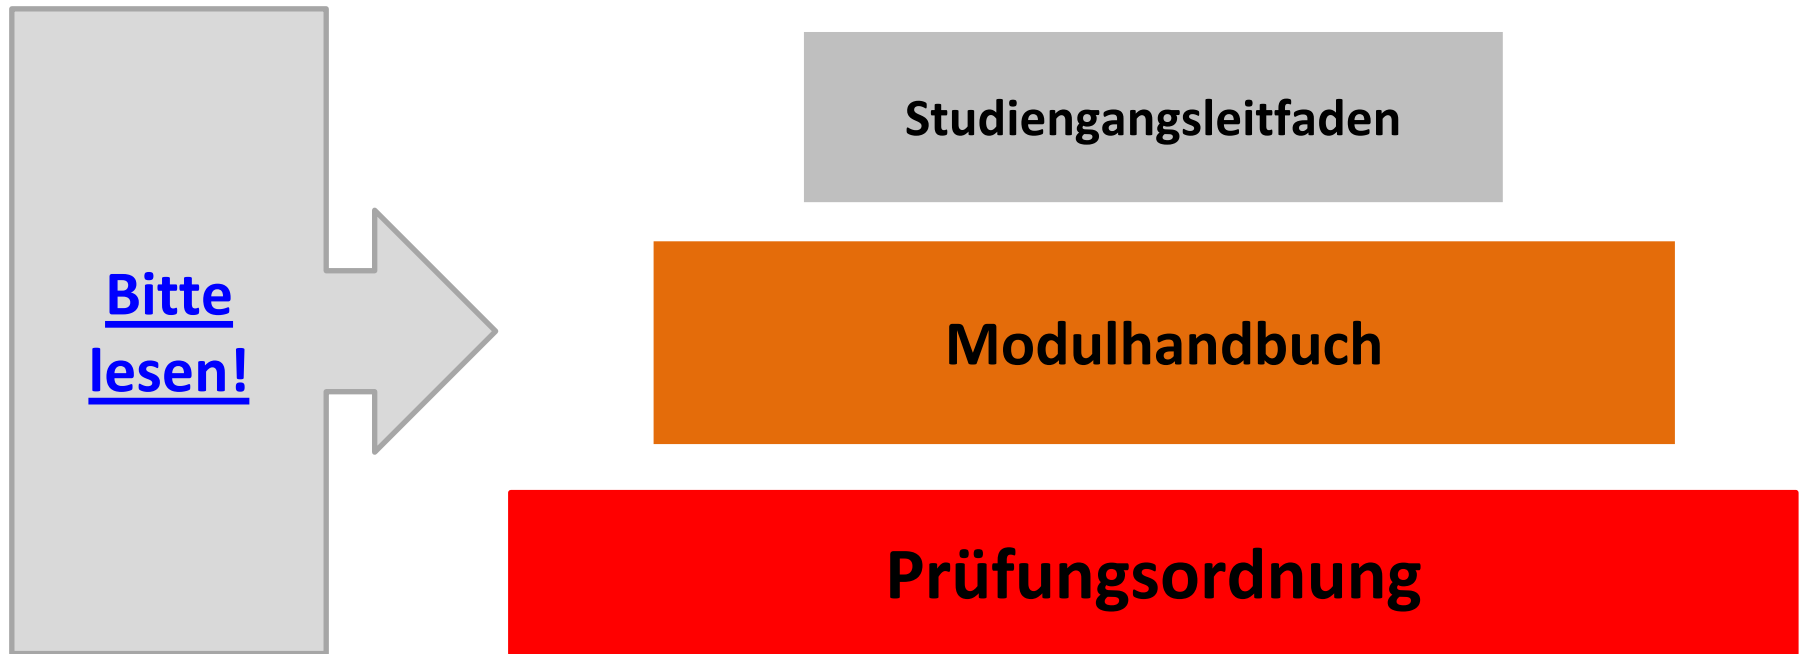 Bitte
lesen!
Studiengangsleitfaden
Modulhandbuch
Prüfungsordnung